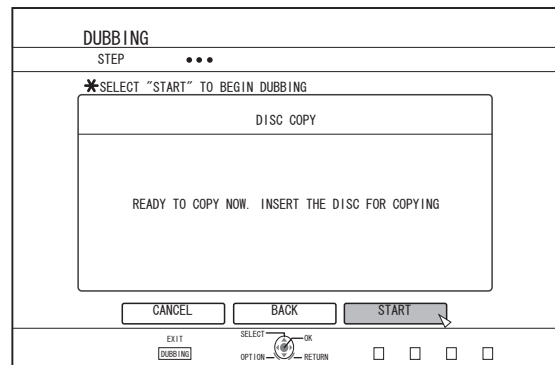 DUBBING
STEP
*SELECT "START" TO BEGIN DUBBING
DISC COPY
READY TO COPY NOW. INSERT THE DISC FOR COPYING
CANCEL BACK START
EXIT
DUBBING
SELECT OK
OPTION RETURN